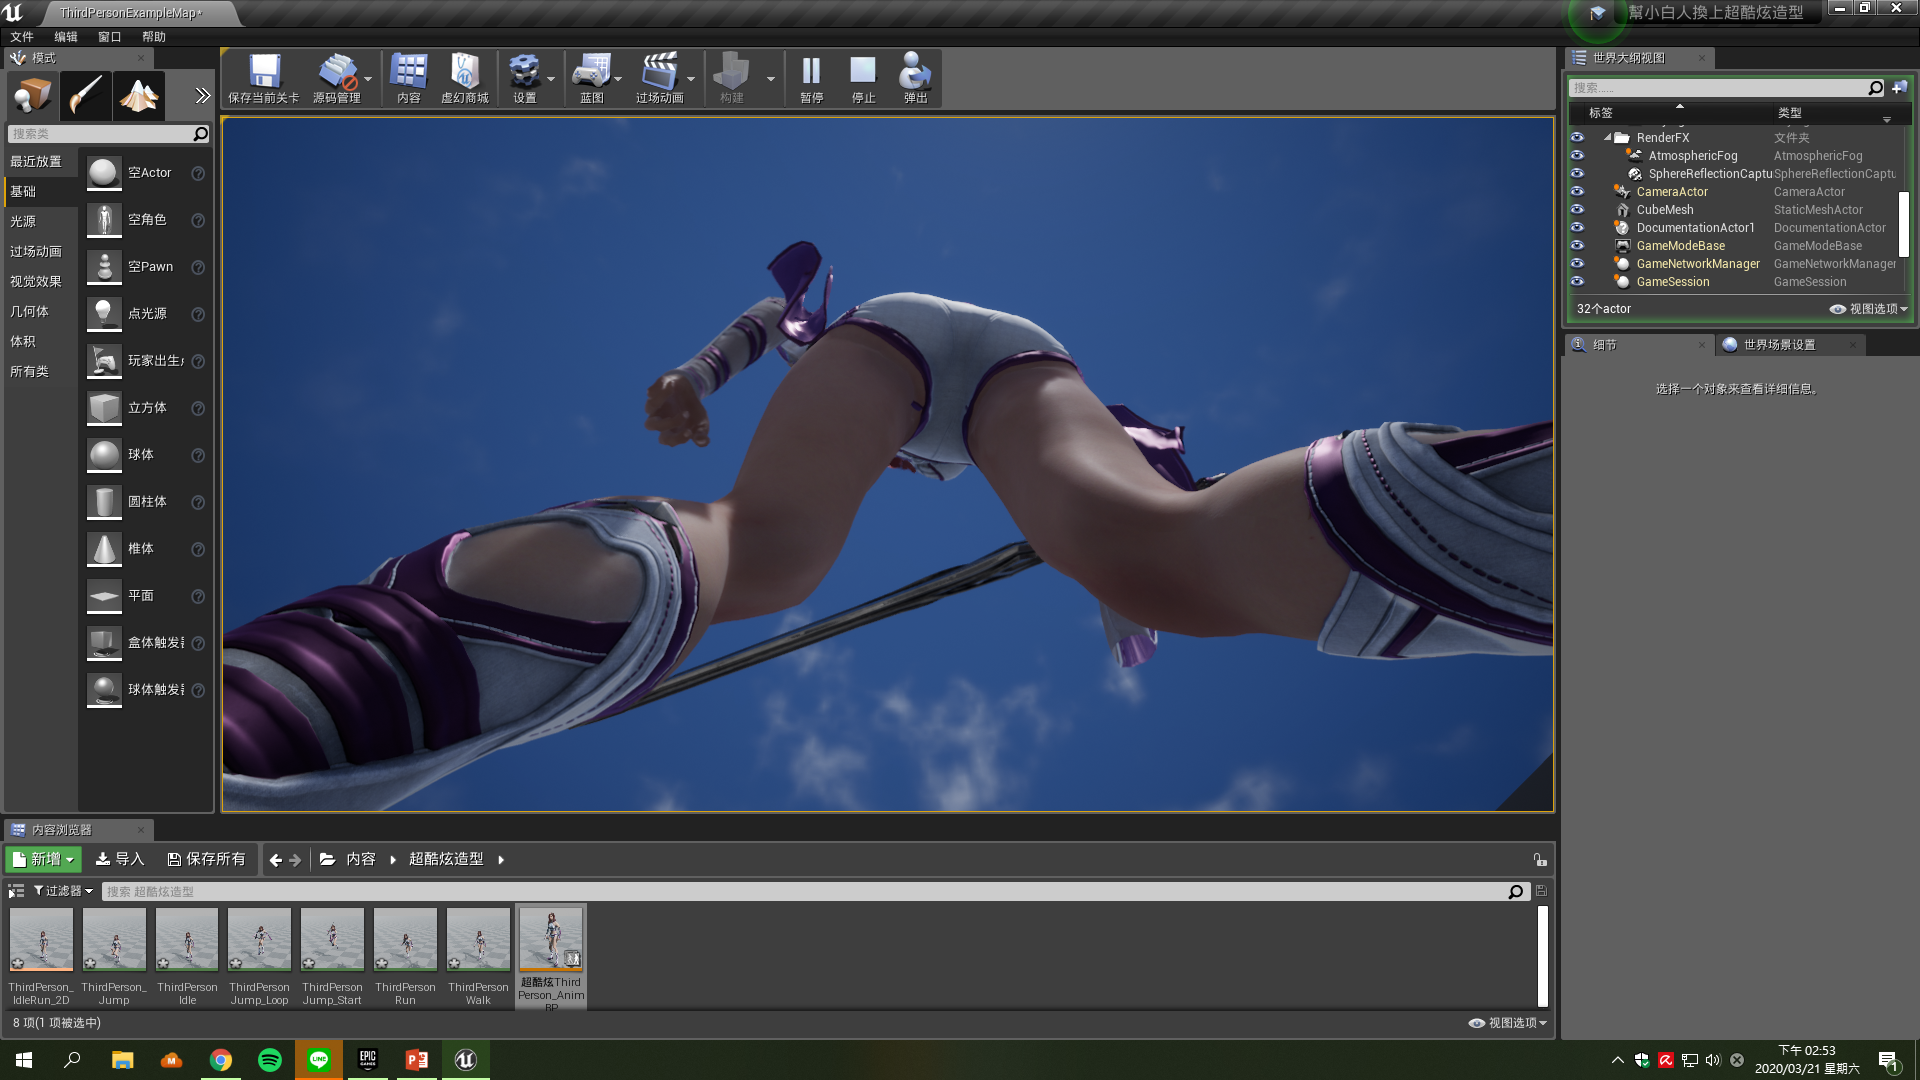 ThirdPersonExampleMap*
幫小白人換上超酷炫造型
文件 编辑 窗口 帮助
模式
搜索类
最近放置
基础
光源
过场动画
视觉效果
几何体
体积
所有类
空Actor
空角色
空Pawn
点光源
玩家出生
立方体
球体
圆柱体
椎体
平面
盒体触发
球体触发
保存当前关卡
源码管理
内容
虚幻商城
设置
蓝图
过场动画
构建
暂停
停止
弹出
世界大纲视图
搜索......
标签 类型
RenderFX 文件夹
AtmosphericFog AtmosphericFog
SphereReflectionCaptu SphereReflectionCaptu
CameraActor CameraActor
CubeMesh StaticMeshActor
DocumentationActor1 DocumentationActor
GameModeBase GameModeBase
GameNetworkManager GameNetworkManager
GameSession GameSession
32个actor
视图选项
细节
世界场景设置
选择一个对象来查看详细信息。
内容浏览器
新增 导入 保存所有 内容 超酷炫造型
过滤器 搜索 超酷炫造型
ThirdPerson_
IdleRun_2D
ThirdPerson_
Jump
ThirdPerson
Idle
ThirdPerson
Jump_Loop
ThirdPerson
Jump_Start
ThirdPerson
Run
ThirdPerson
Walk
超酷炫Third
Person_Anim
BP
8 项(1 项被选中)
视图选项
LINE
EPIC
GAMES
下午 02:53
2020/03/21 星期六
1